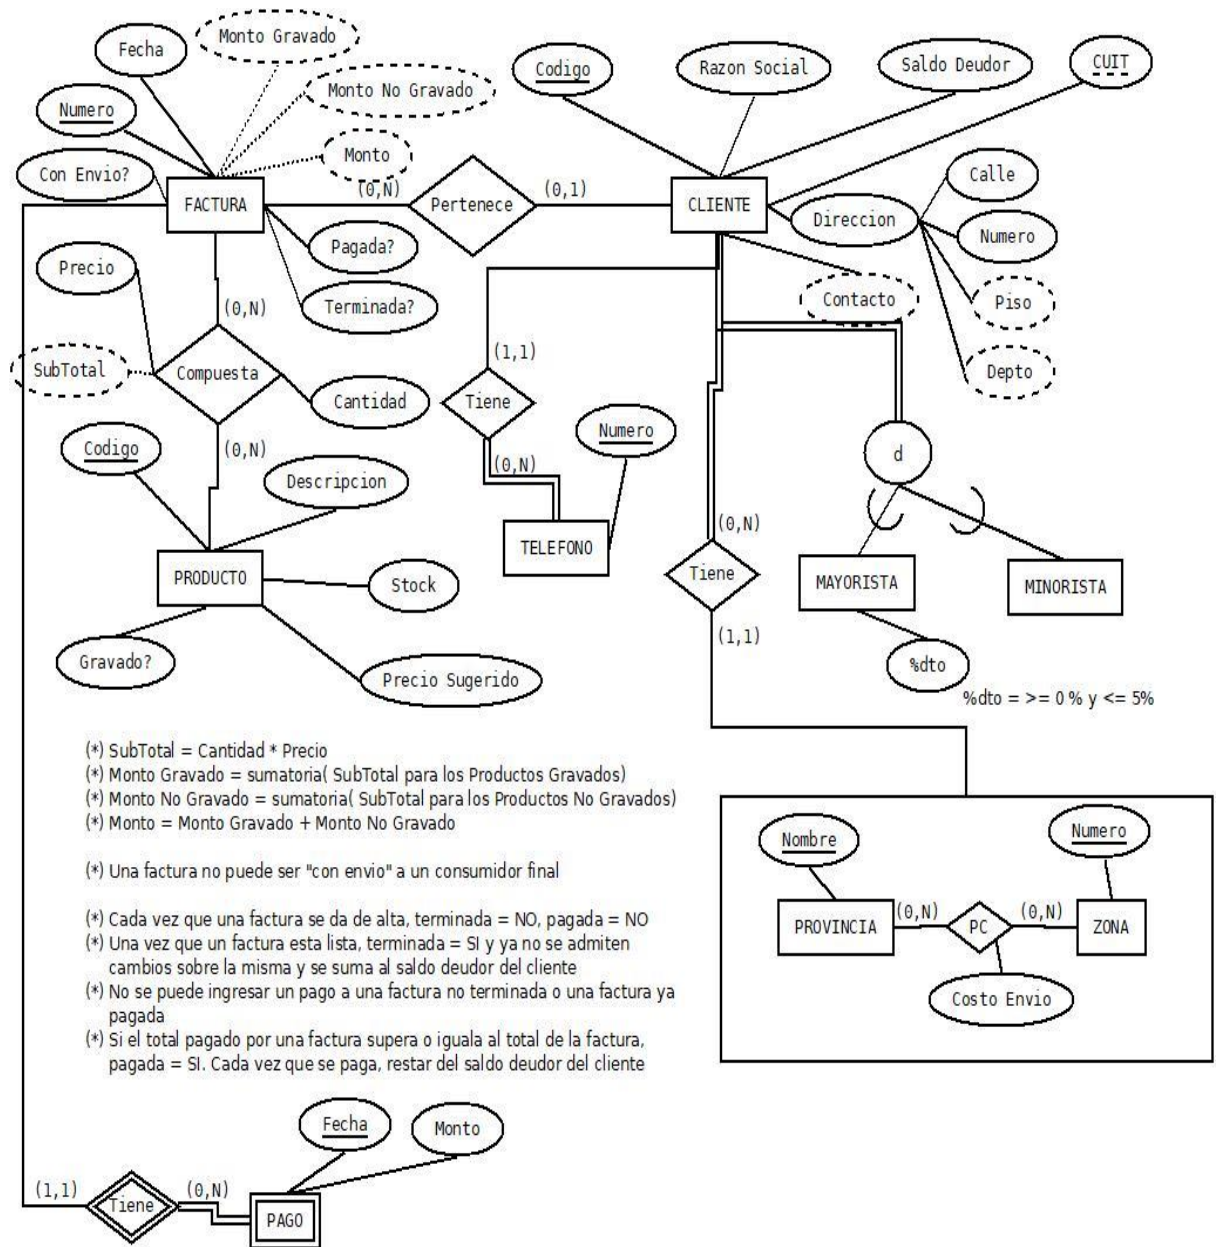 Fecha
Monto Gravado
Monto No Gravado
Numero
Monto
Con Envio?
FACTURA
(0,N)
Pertenece
(0,1)
Codigo
Razon Social
Saldo Deudor
CUIT
CLIENTE
Direccion
Calle
Numero
Piso
Depto
Contacto
Pagada?
Terminada?
Precio
(0,N)
SubTotal
Compuesta
Cantidad
(0,N)
Codigo
Descripcion
PRODUCTO
Stock
Gravado?
Precio Sugerido
(1,1)
Tiene
(0,N)
Numero
TELEFONO
d
(0,N)
Tiene
(1,1)
MAYORISTA
MINORISTA
%dto
%dto = >= 0 % y <= 5%
(*) SubTotal = Cantidad * Precio
(*) Monto Gravado = sumatoria( SubTotal para los Productos Gravados)
(*) Monto No Gravado = sumatoria( SubTotal para los Productos No Gravados)
(*) Monto = Monto Gravado + Monto No Gravado
(*) Una factura no puede ser "con envio" a un consumidor final
(*) Cada vez que una factura se da de alta, terminada = NO, pagada = NO
(*) Una vez que un factura esta lista, terminada = SI y ya no se admiten
cambios sobre la misma y se suma al saldo deudor del cliente
(*) No se puede ingresar un pago a una factura no terminada o una factura ya
pagada
(*) Si el total pagado por una factura supera o iguala al total de la factura,
pagada = SI. Cada vez que se paga, restar del saldo deudor del cliente
Nombre
Numero
PROVINCIA
(0,N)
PC
(0,N)
ZONA
Costo Envio
Fecha
Monto
(1,1)
Tiene
(0,N)
PAGO